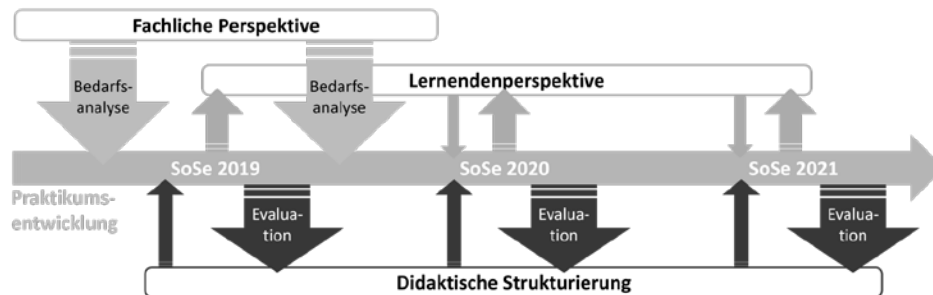 Fachliche Perspektive
Bedarfs-
analyse
Bedarfs-
analyse
Lernendenperspektive
SoSe 2019
SoSe 2020
SoSe 2021
Praktikums-
entwicklung
Evalua-
tion
Evalua-
tion
Evalua-
tion
Didaktische Strukturierung